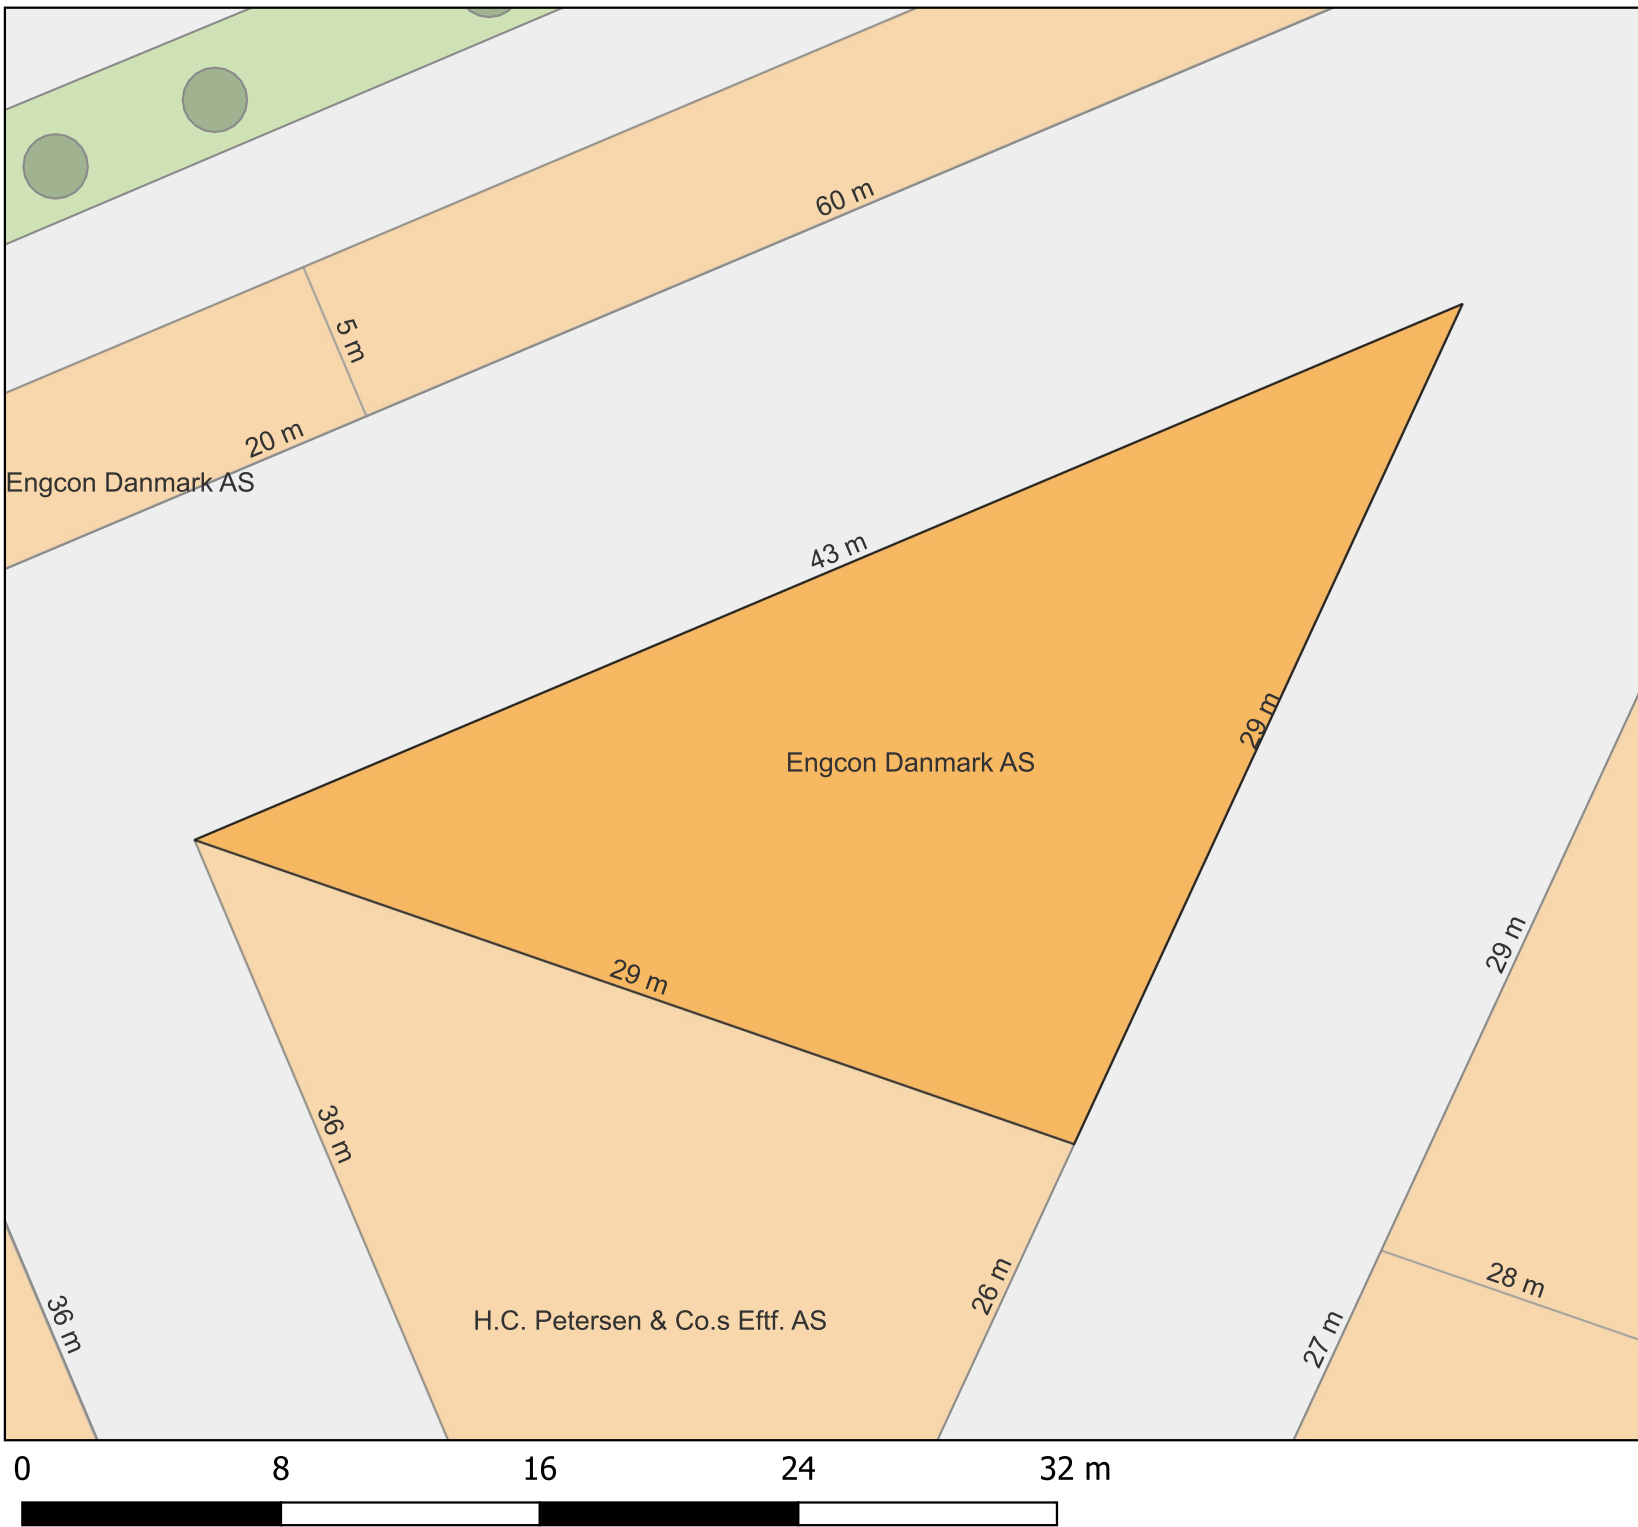 60 m
5 m
20 m
Engcon Danmark AS
43 m
29 m
Engcon Danmark AS
29 m
29 m
36 m
26 m
28 m
H.C. Petersen & Co.s Eftf. AS
36 m
27 m
0 8 16 24 32 m